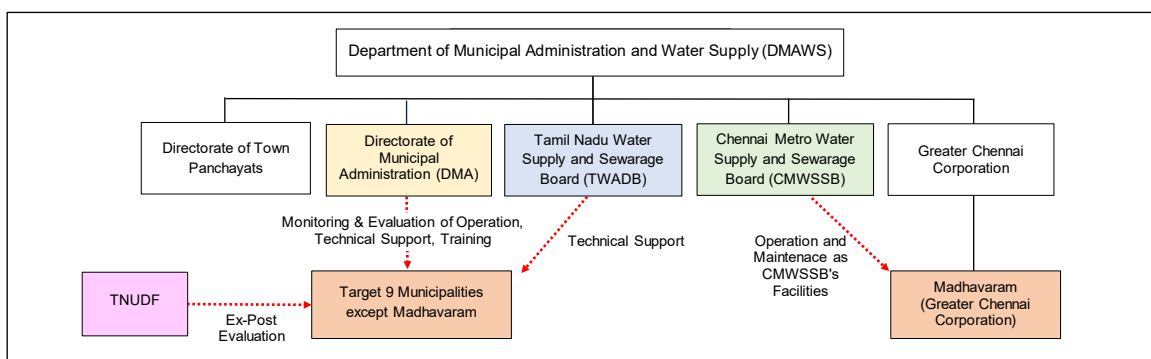 Department of Municipal Administration and Water Supply (DMAWS)
Directorate of Town
Panchayats
Directorate of
Municipal
Administration (DMA)
Tamil Nadu Water
Supply and Sewarage
Board (TWADB)
Chennai Metro Water
Supply and Sewarage
Board (CMWSSB)
Greater Chennai
Corporation
Monitoring & Evaluation of Operation,
Technical Support, Training
Technical Support
Operation and
Maintenace as
CMWSSB's
Facilities
TNUDF
Ex-Post
Evaluation
Target 9 Municipalities
except Madhavaram
Madhavaram
(Greater Chennai
Corporation)